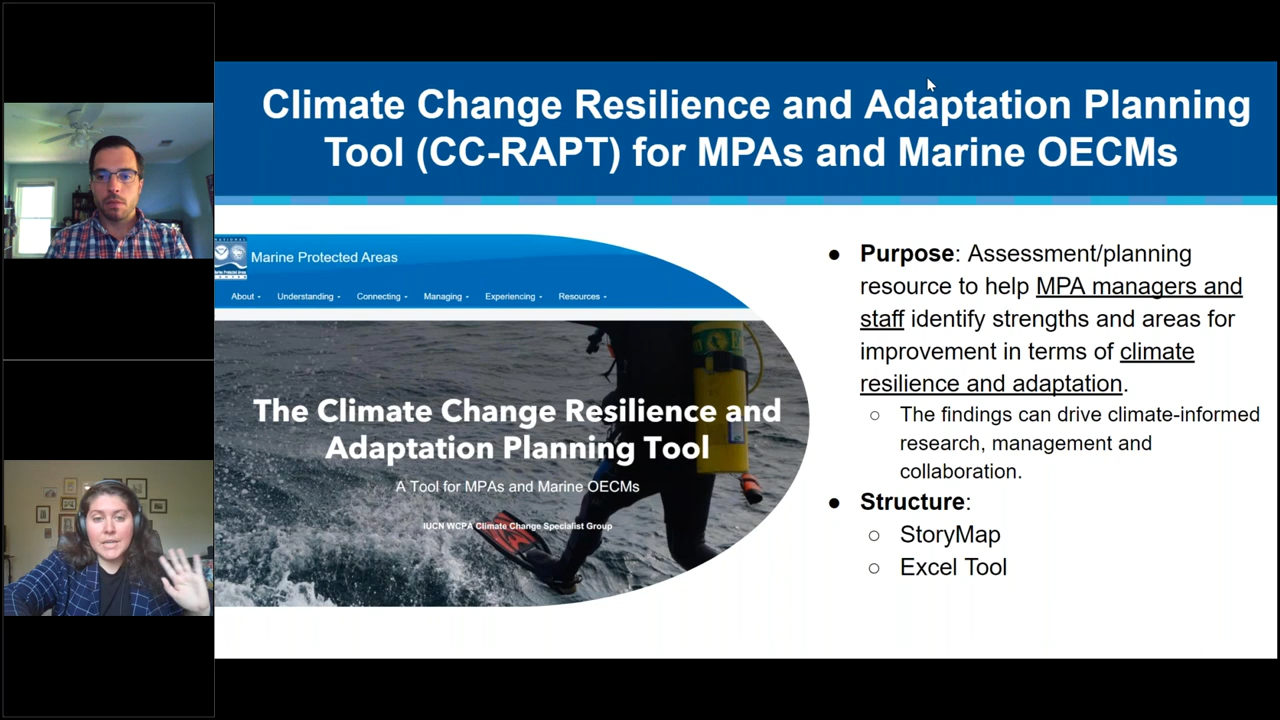 Climate Change Resilience and Adaptation Planning
Tool (CC-RAPT) for MPAs and Marine OECMs
Marine Protected Areas
About
Understanding
Connecting
Managing
Experiencing
Resources
The Climate Change Resilience and
Adaptation Planning Tool
A Tool for MPAs and Marine OECMs
IUCN WCPA Climate Change Specialist Group
● Purpose: Assessment/planning
resource to help MPA managers and
staff identify strengths and areas for
improvement in terms of climate
resilience and adaptation.
○ The findings can drive climate-informed
research, management and
collaboration.
● Structure:
○ StoryMap
○ Excel Tool